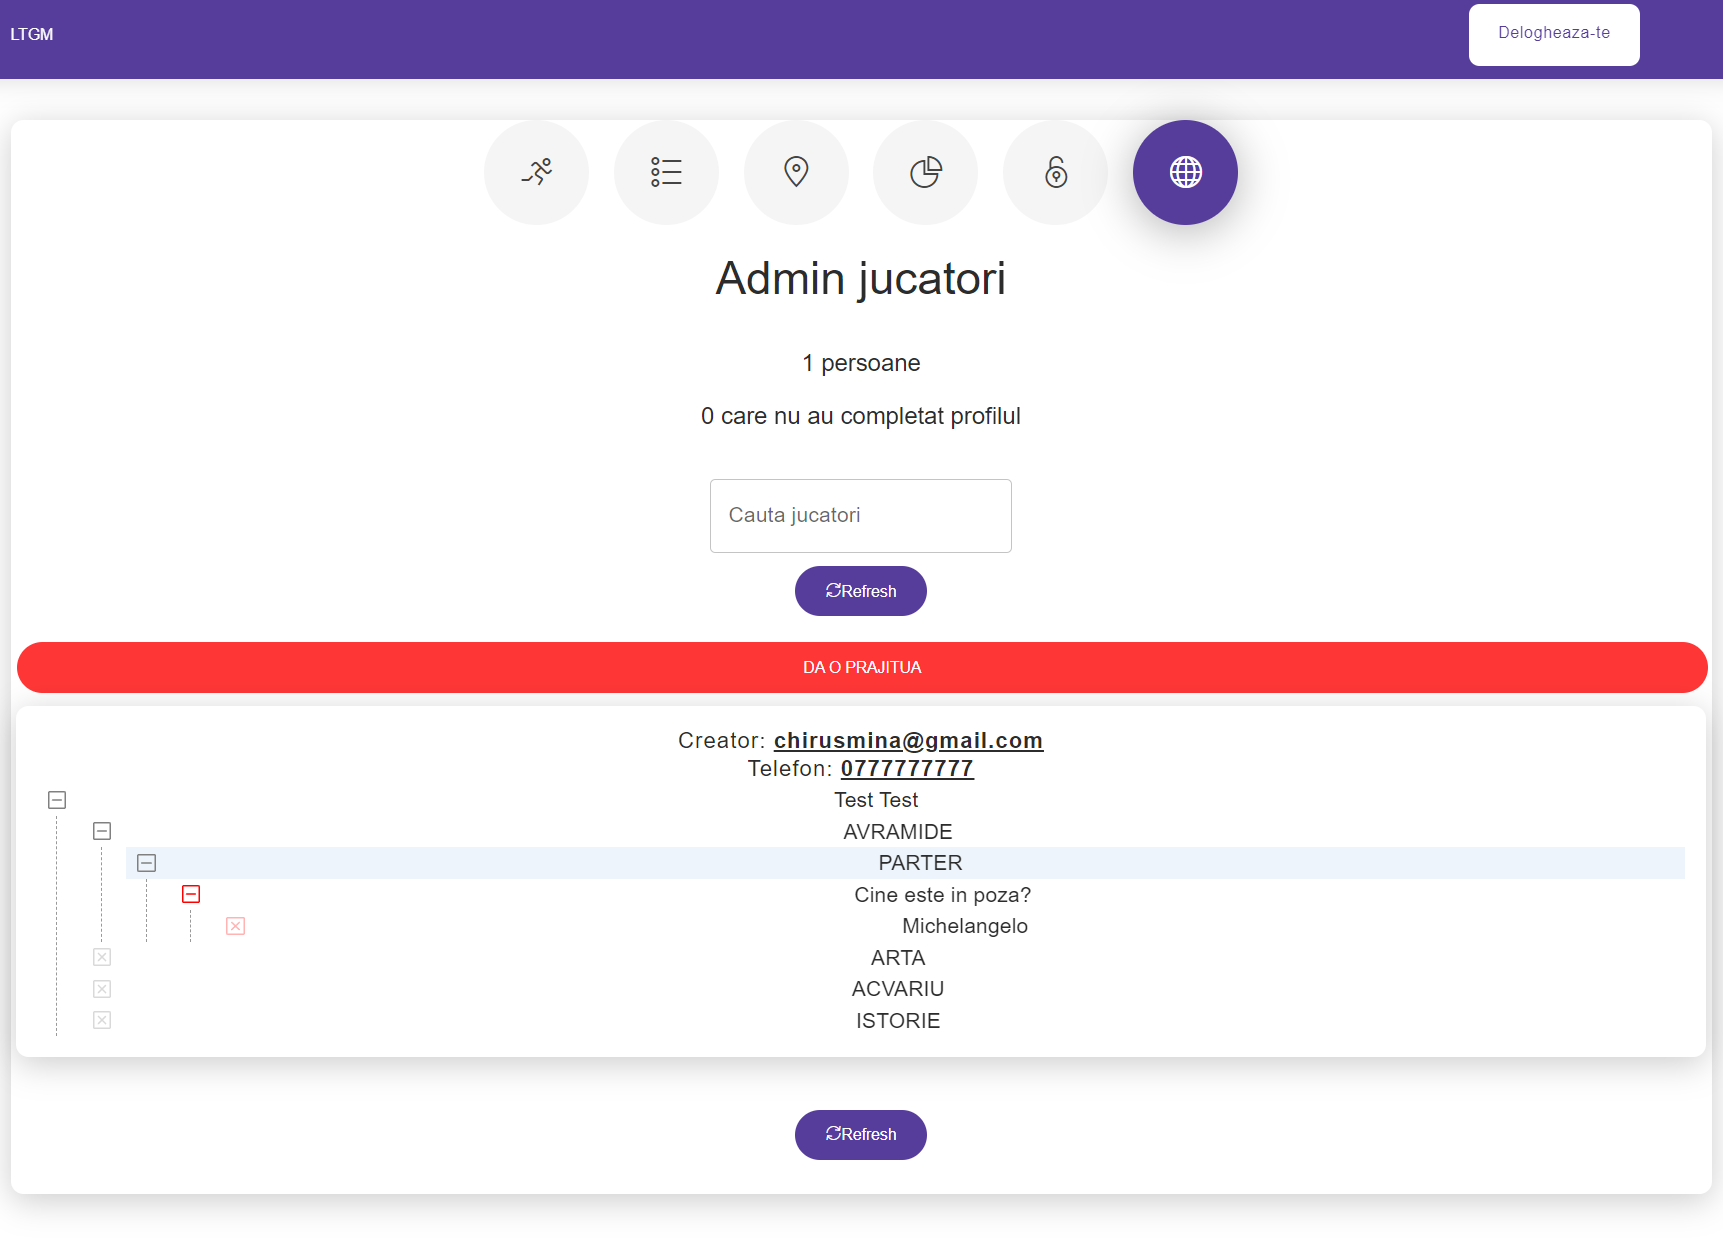 LTGM
Delogheaza-te
Admin jucatori
1 persoane
0 care nu au completat profilul
Cauta jucatori
Refresh
DA O PRAJITUA
Creator: chirusmina@gmail.com
Telefon: 0777777777
Test Test
AVRAMIDE
PARTER
Cine este in poza?
Michelangelo
ARTA
ACVARIU
ISTORIE
Refresh